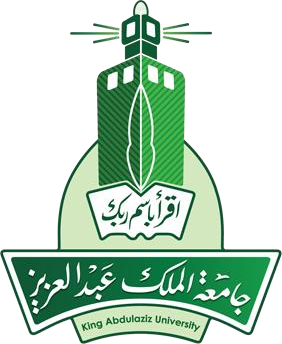 اقرأ باسم ربك
جامعة الملك عبد العزيز
King Abdulaziz University